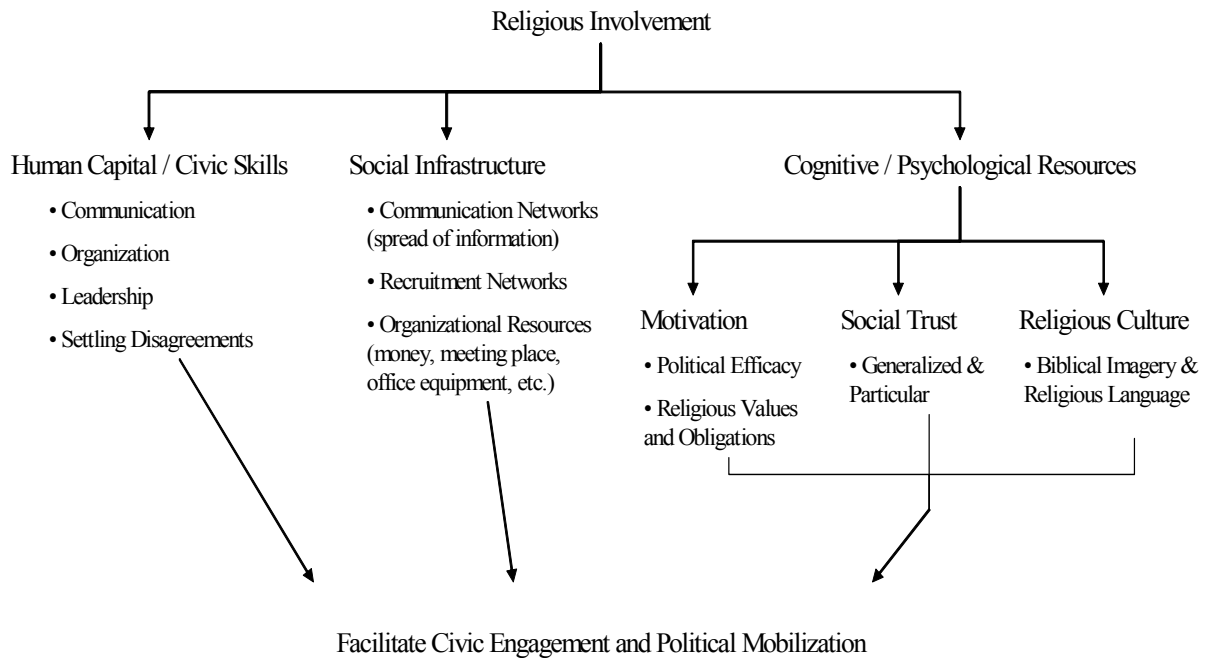 Religious Involvement
Human Capital / Civic Skills
• Communication
• Organization
• Leadership
• Settling Disagreements
Social Infrastructure
• Communication Networks
(spread of information)
• Recruitment Networks
• Organizational Resources
(money, meeting place,
office equipment, etc.)
Cognitive / Psychological Resources
Motivation
• Political Efficacy
• Religious Values
and Obligations
Social Trust
• Generalized &
Particular
Religious Culture
• Biblical Imagery &
Religious Language
Facilitate Civic Engagement and Political Mobilization